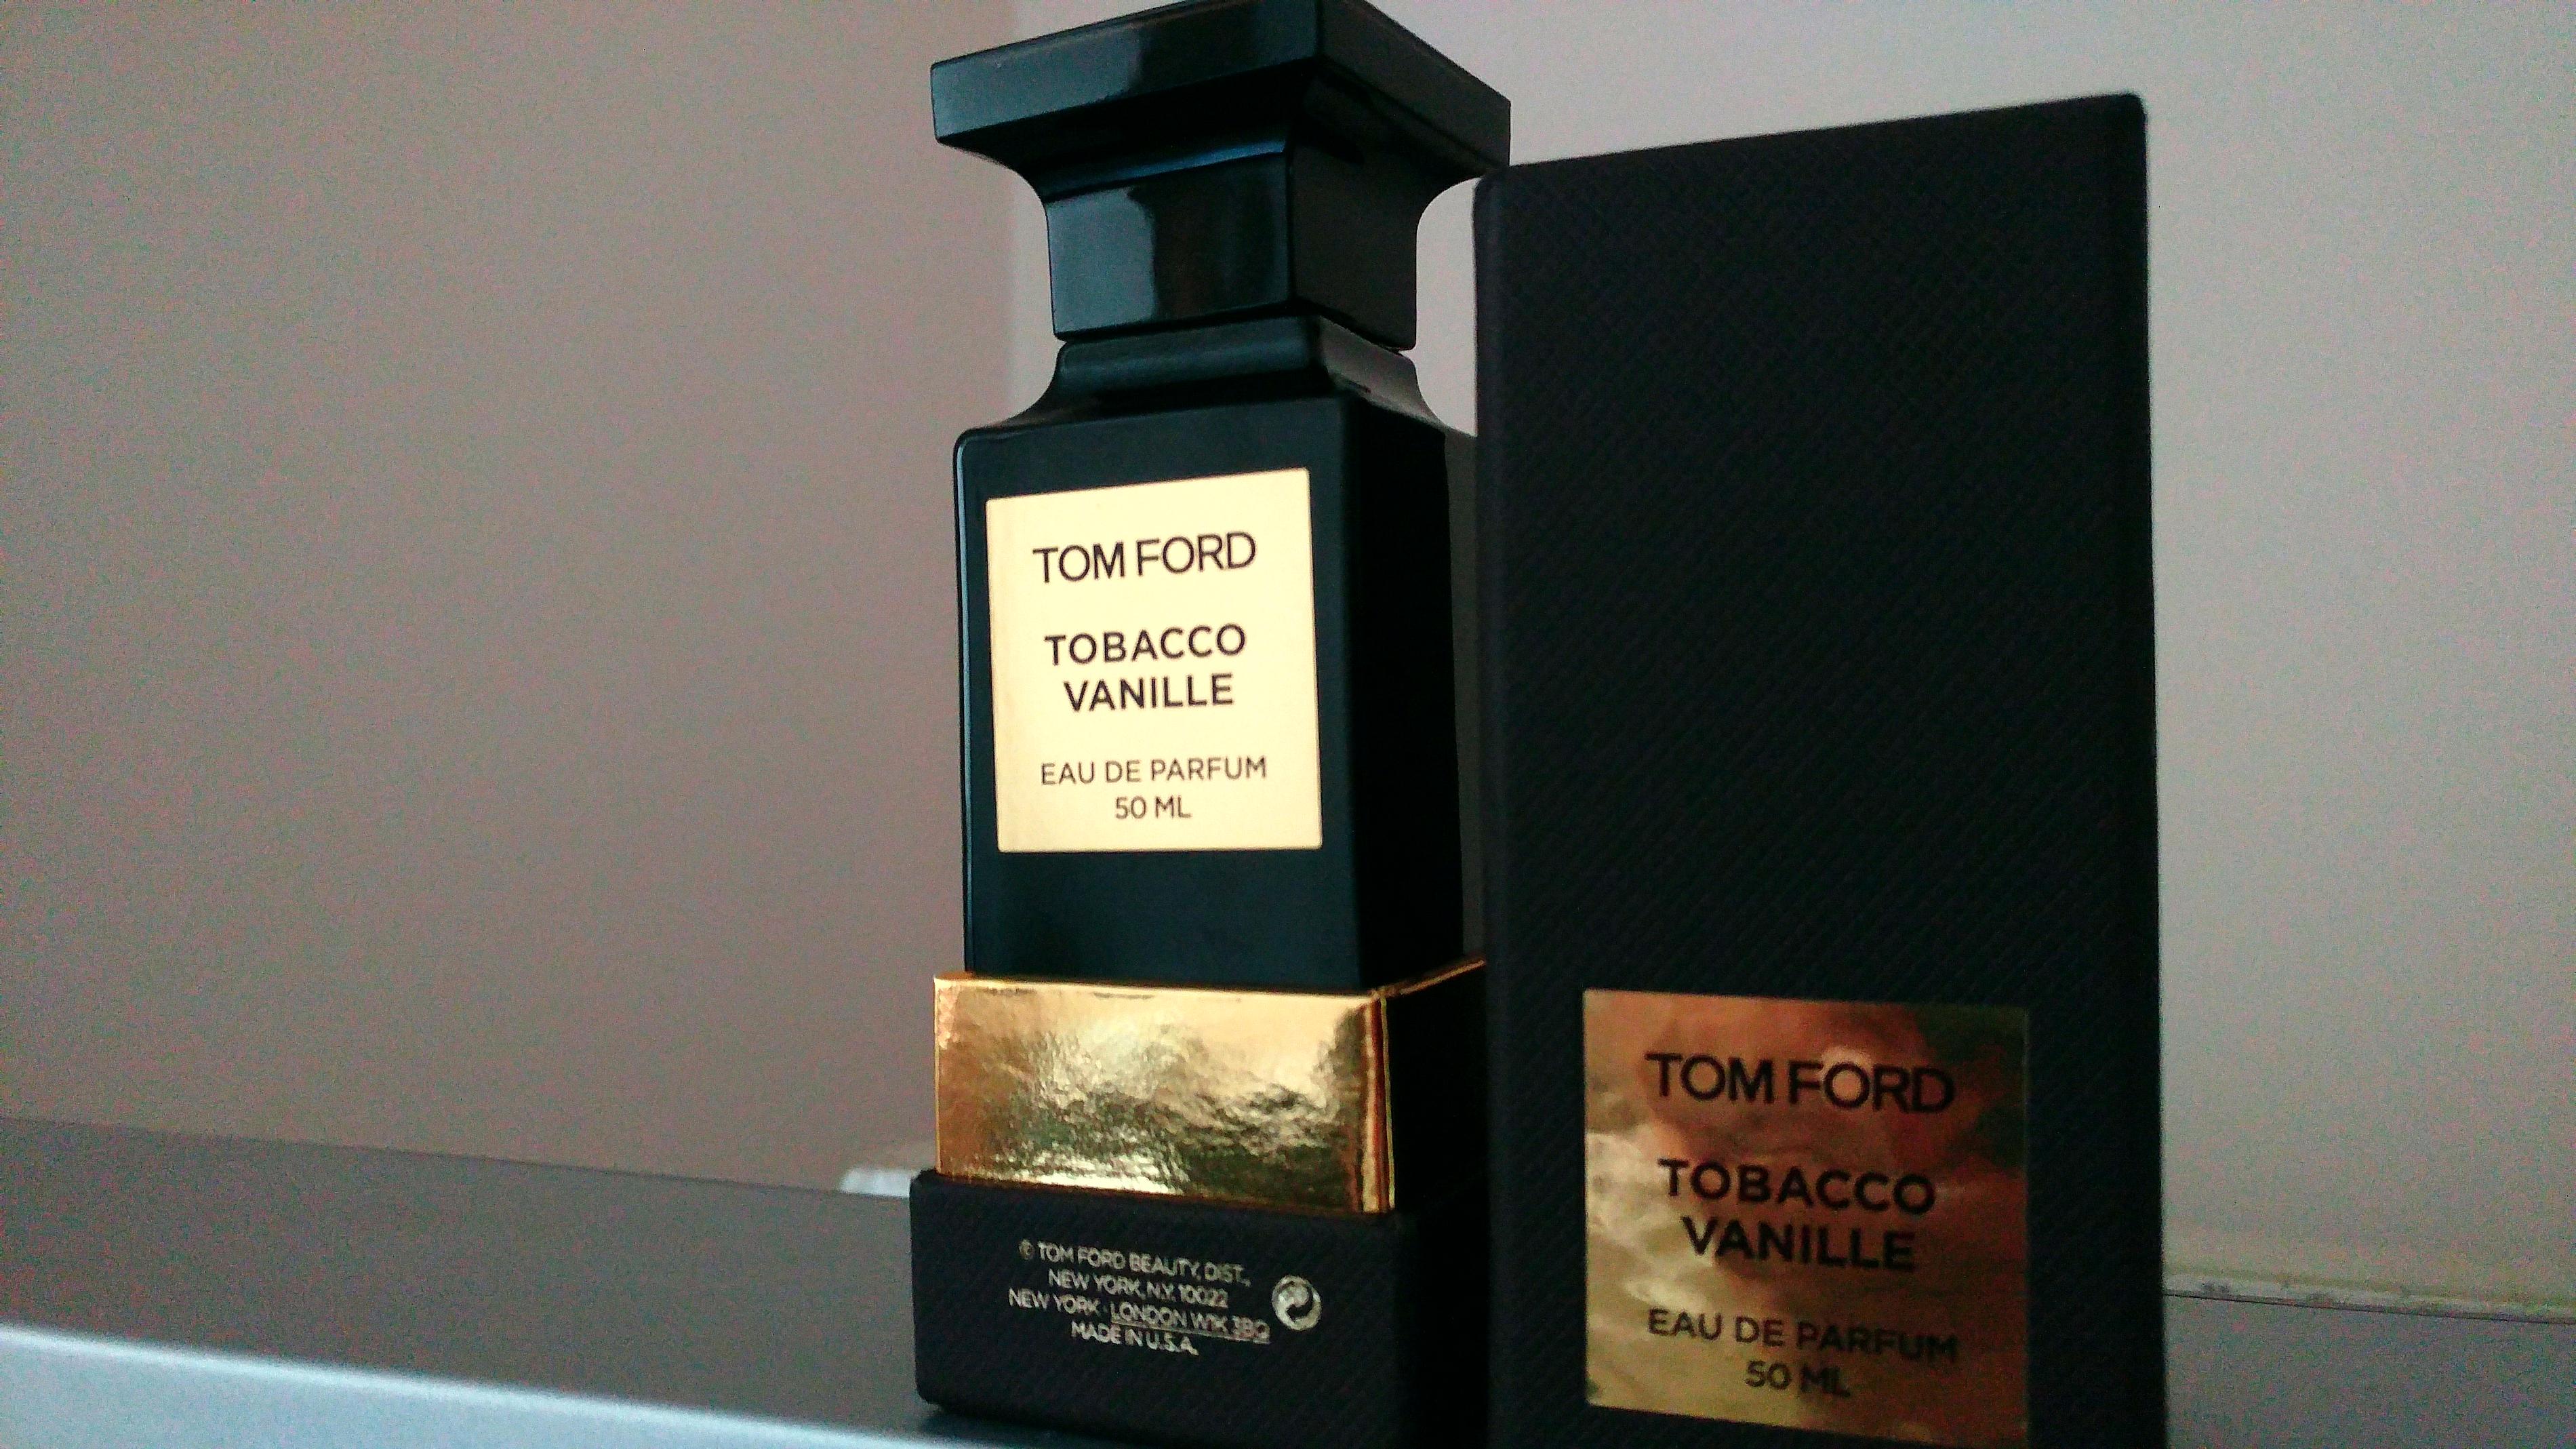 TOM FORD
TOBACCO
VANILLE
EAU DE PARFUM
50 ML
© TOM FORD BEAUTY, DIST.,
NEW YORK, N.Y. 10022
NEW YORK · LONDON W1K 3BQ
MADE IN U.S.A.
TOM FORD
TOBACCO
VANILLE
EAU DE PARFUM
50 ML